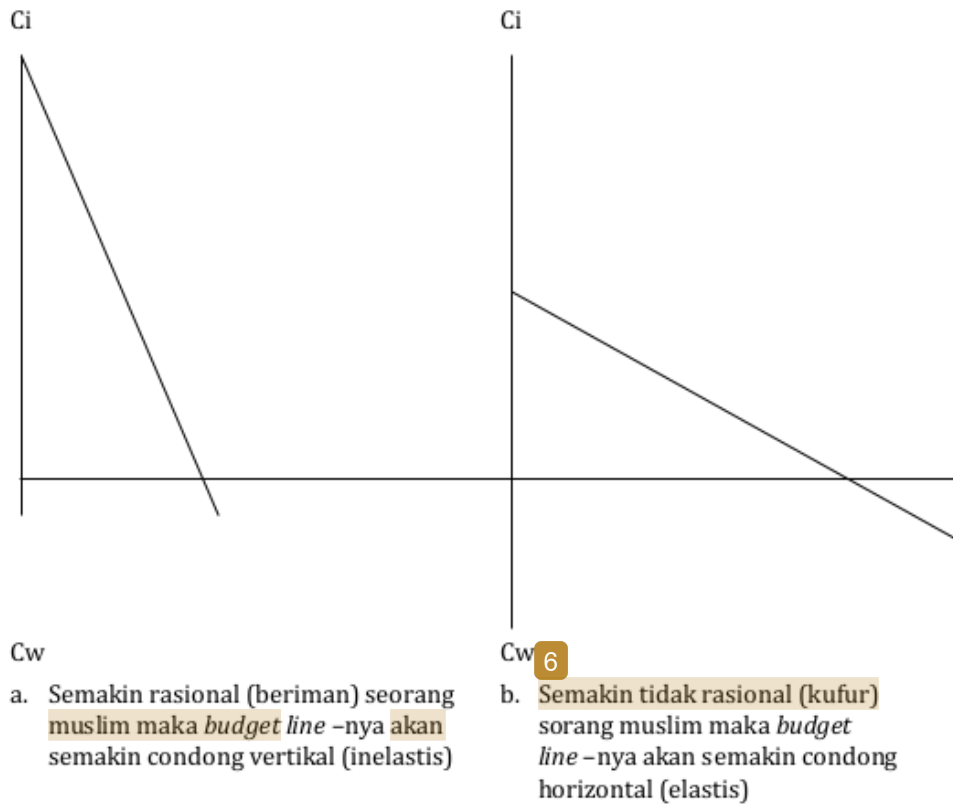 Ci
Ci
Cw
a. Semakin rasional (beriman) seorang
muslim maka budget line –nya akan
semakin condong vertikal (inelastis)
Cw
6
b. Semakin tidak rasional (kufur)
sorang muslim maka budget
line –nya akan semakin condong
horizontal (elastis)